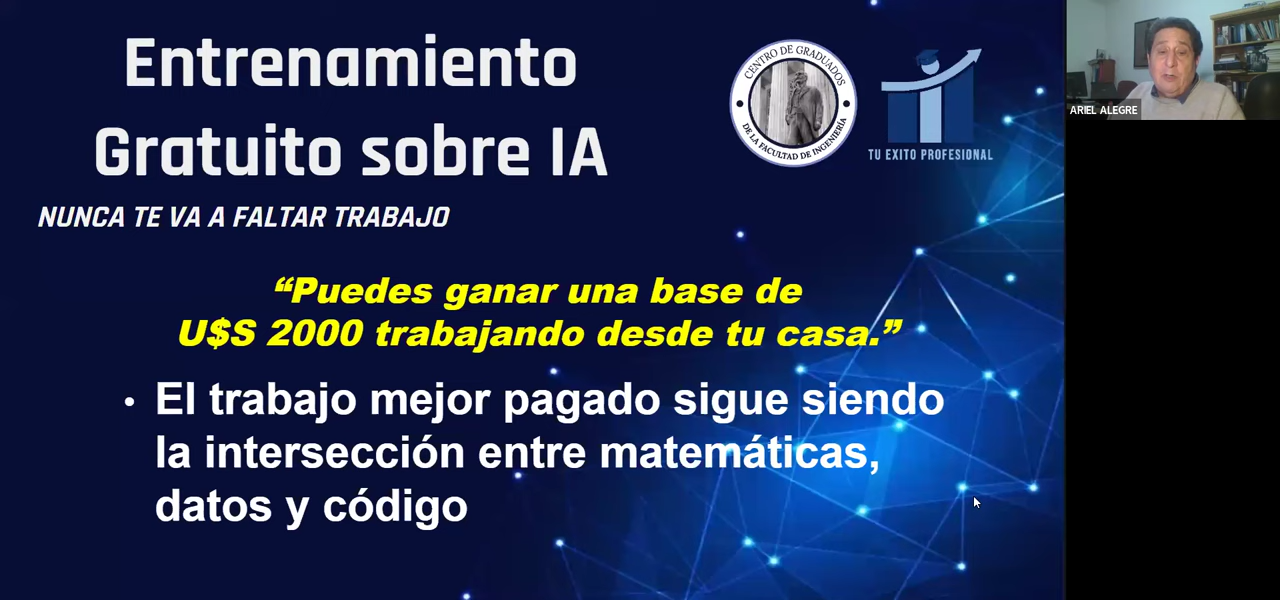 Entrenamiento
Gratuito sobre IA
NUNCA TE VA A FALTAR TRABAJO
CENTRO DE GRADUADOS
DE LA FACULTAD DE INGENIERÍA
TU EXITO PROFESIONAL
ARIEL ALEGRE
“Puedes ganar una base de
U$S 2000 trabajando desde tu casa.”
• El trabajo mejor pagado sigue siendo
la intersección entre matemáticas,
datos y código